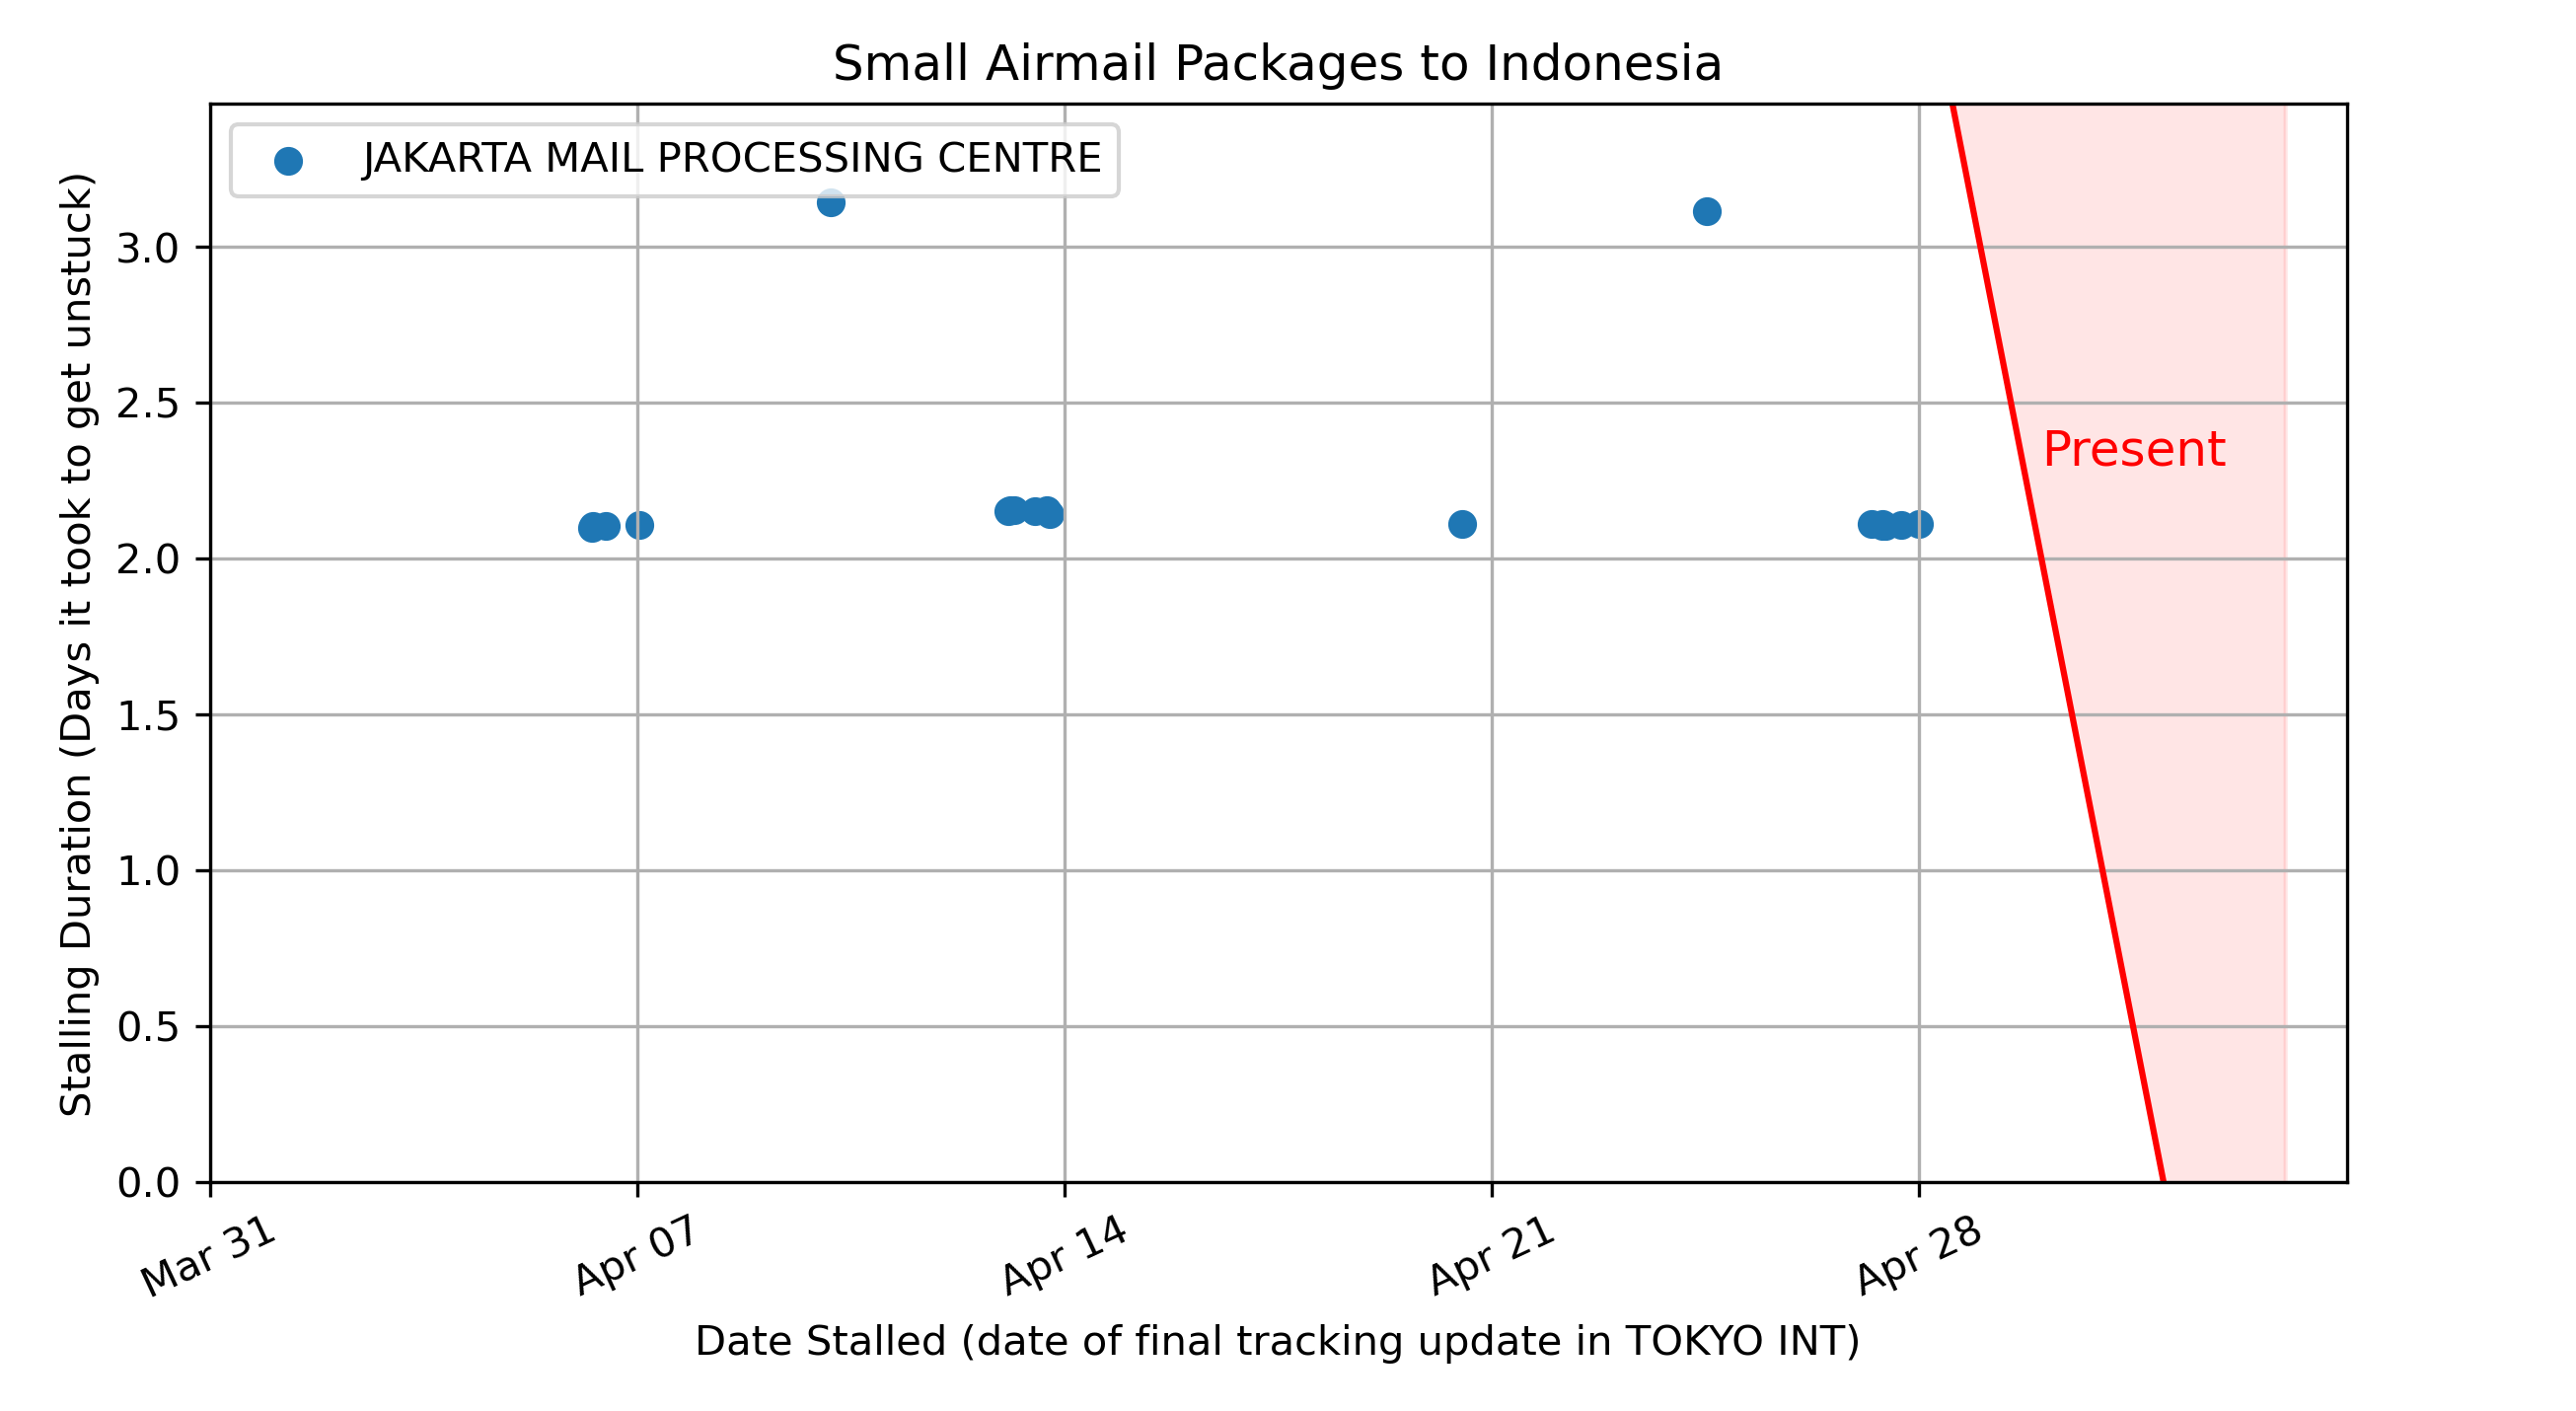 Small Airmail Packages to Indonesia
JAKARTA MAIL PROCESSING CENTRE
Stalling Duration (Days it took to get unstuck)
3.0
2.5
2.0
1.5
1.0
0.5
0.0
Present
Mar 31
Apr 07
Apr 14
Apr 21
Apr 28
Date Stalled (date of final tracking update in TOKYO INT)